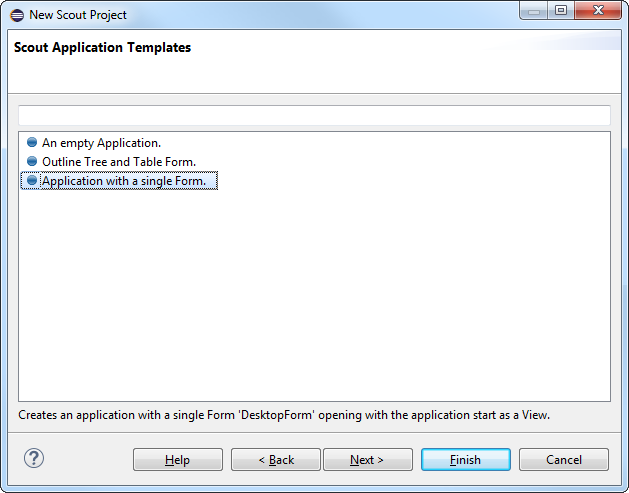 New Scout Project
Scout Application Templates
An empty Application.
Outline Tree and Table Form.
Application with a single Form.
Creates an application with a single Form 'DesktopForm' opening with the application start as a View.
? Help < Back Next > Finish Cancel